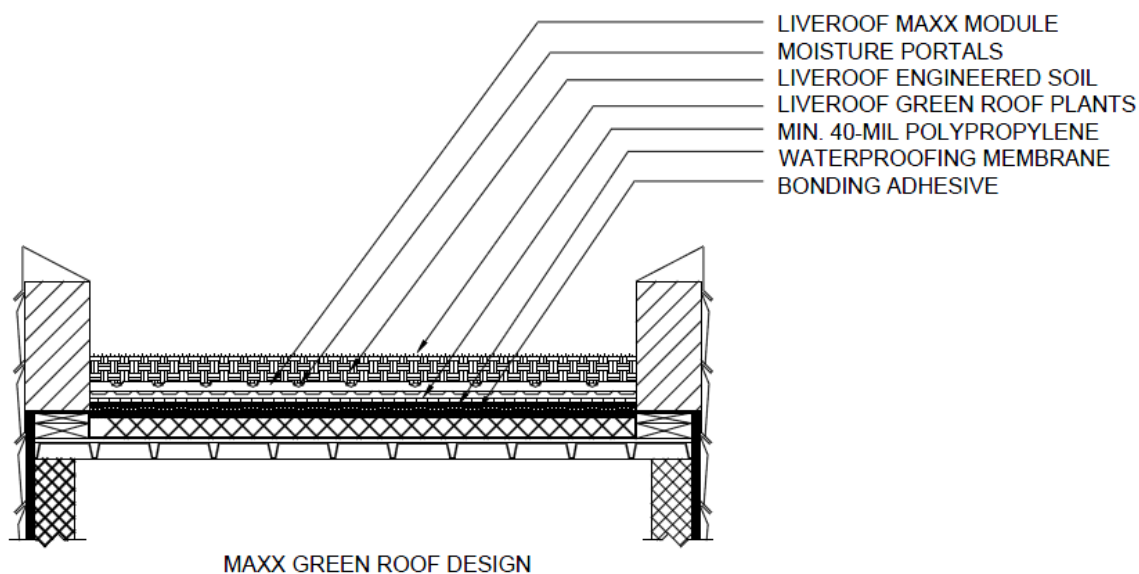 LIVEROOF MAXX MODULE
MOISTURE PORTALS
LIVEROOF ENGINEERED SOIL
LIVEROOF GREEN ROOF PLANTS
MIN. 40-MIL POLYPROPYLENE
WATERPROOFING MEMBRANE
BONDING ADHESIVE
MAXX GREEN ROOF DESIGN